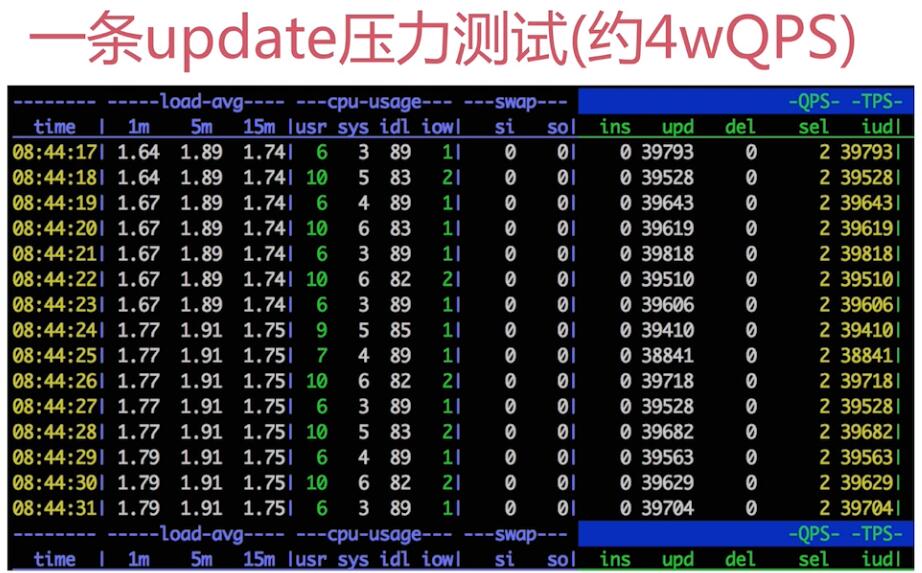 一条update压力测试(约4wQPS)
-------- -----load-avg---- ---cpu-usage--- ---swap--- -QPS- -TPS-
time | 1m 5m 15m |usr sys idl iow| si so| ins upd del sel iud|
08:44:17| 1.64 1.89 1.74| 6 3 89 1| 0 0| 0 39793 0 2 39793|
08:44:18| 1.64 1.89 1.74| 10 5 83 2| 0 0| 0 39528 0 2 39528|
08:44:19| 1.67 1.89 1.74| 6 4 89 1| 0 0| 0 39643 0 2 39643|
08:44:20| 1.67 1.89 1.74| 10 6 83 1| 0 0| 0 39619 0 2 39619|
08:44:21| 1.67 1.89 1.74| 6 3 89 1| 0 0| 0 39818 0 2 39818|
08:44:22| 1.67 1.89 1.74| 10 6 82 2| 0 0| 0 39510 0 2 39510|
08:44:23| 1.67 1.89 1.74| 6 3 89 1| 0 0| 0 39606 0 2 39606|
08:44:24| 1.77 1.91 1.75| 9 5 85 1| 0 0| 0 39410 0 2 39410|
08:44:25| 1.77 1.91 1.75| 7 4 89 1| 0 0| 0 38841 0 2 38841|
08:44:26| 1.77 1.91 1.75| 10 6 82 2| 0 0| 0 39718 0 2 39718|
08:44:27| 1.77 1.91 1.75| 6 3 89 1| 0 0| 0 39528 0 2 39528|
08:44:28| 1.77 1.91 1.75| 10 5 83 2| 0 0| 0 39682 0 2 39682|
08:44:29| 1.79 1.91 1.75| 6 4 89 1| 0 0| 0 39563 0 2 39563|
08:44:30| 1.79 1.91 1.75| 10 6 82 2| 0 0| 0 39629 0 2 39629|
08:44:31| 1.79 1.91 1.75| 6 3 89 1| 0 0| 0 39704 0 2 39704|
-------- -----load-avg---- ---cpu-usage--- ---swap--- -QPS- -TPS-
time | 1m 5m 15m |usr sys idl iow| si so| ins upd del sel iud|